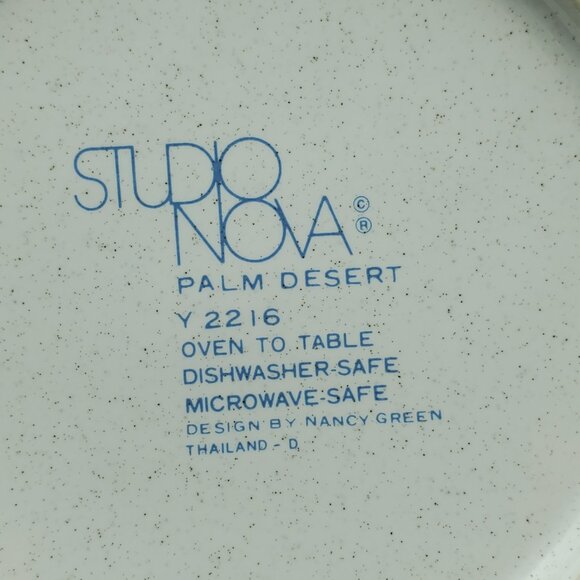 STUDIO
NOVA © ®
PALM DESERT
Y 2216
OVEN TO TABLE
DISHWASHER-SAFE
MICROWAVE-SAFE
DESIGN BY NANCY GREEN
THAILAND - D